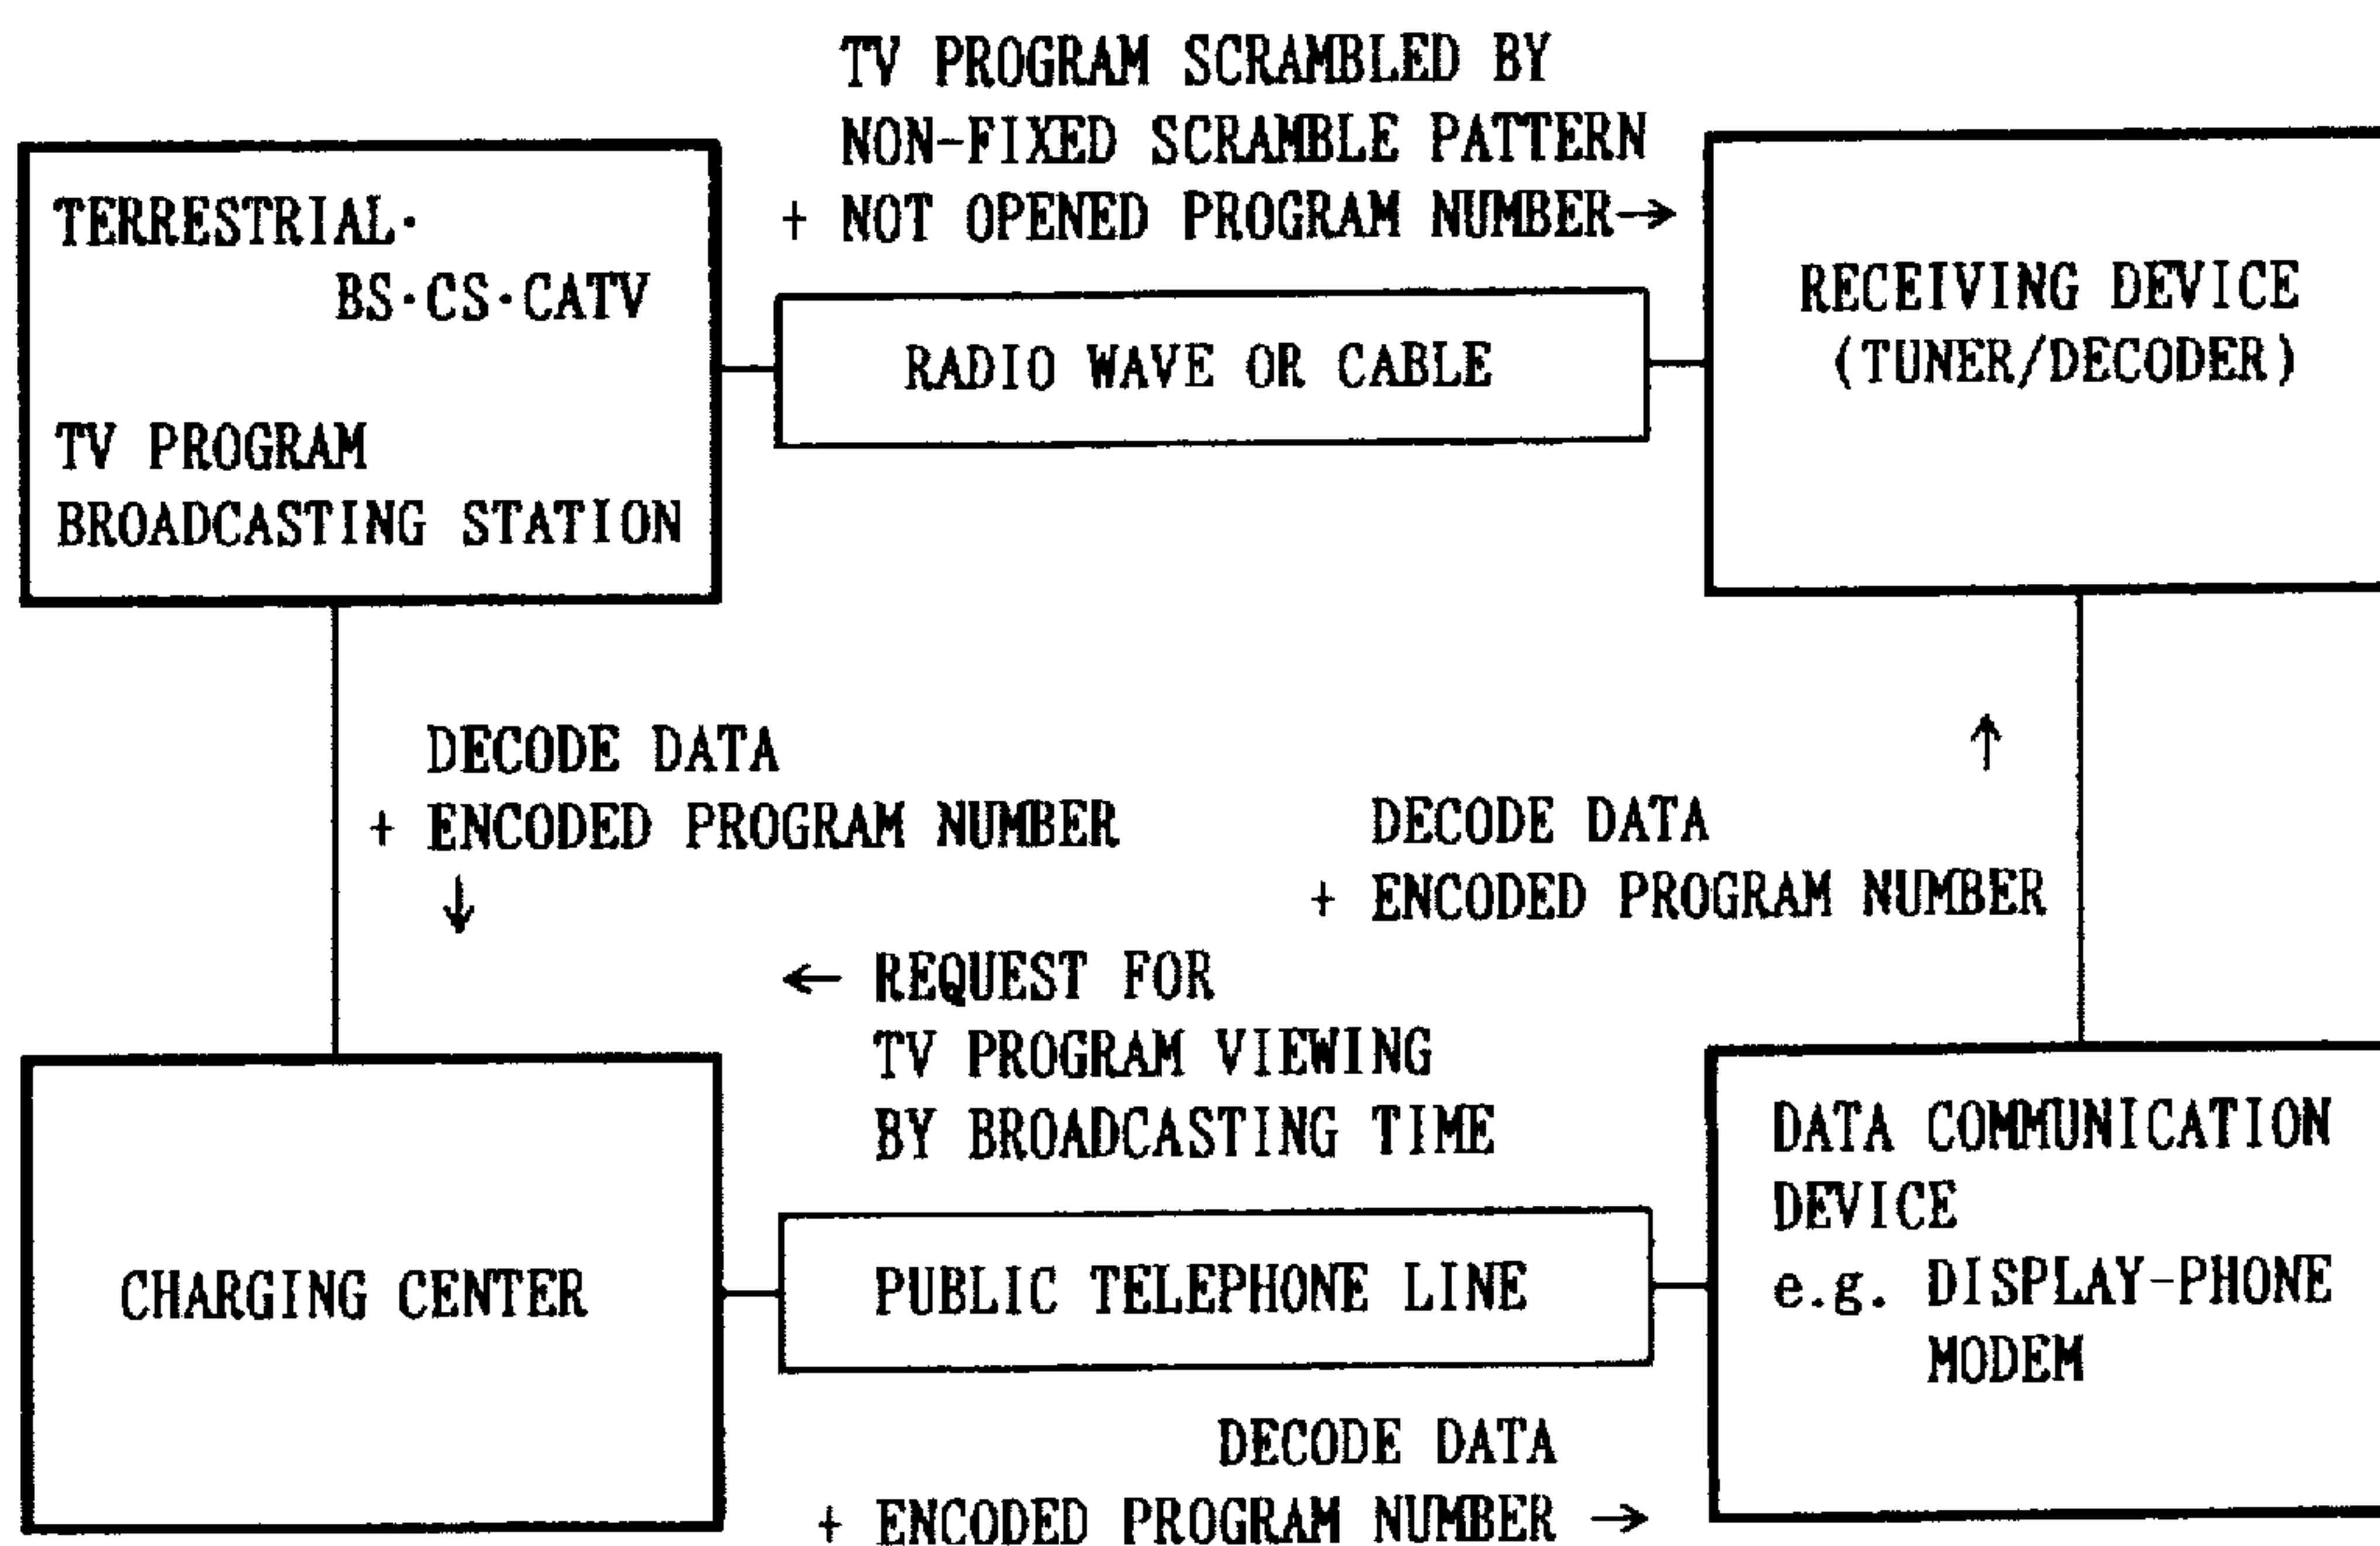 TV PROGRAM SCRAMBLED BY
NON-FIXED SCRAMBLE PATTERN
+ NOT OPENED PROGRAM NUMBER→
TERRESTRIAL·
BS·CS·CATV
TV PROGRAM
BROADCASTING STATION
RADIO WAVE OR CABLE
RECEIVING DEVICE
(TUNER/DECODER)
DECODE DATA
+ ENCODED PROGRAM NUMBER
↓
↑
DECODE DATA
+ ENCODED PROGRAM NUMBER
← REQUEST FOR
TV PROGRAM VIEWING
BY BROADCASTING TIME
CHARGING CENTER
PUBLIC TELEPHONE LINE
DATA COMMUNICATION
DEVICE
e.g. DISPLAY-PHONE
MODEM
DECODE DATA
+ ENCODED PROGRAM NUMBER →